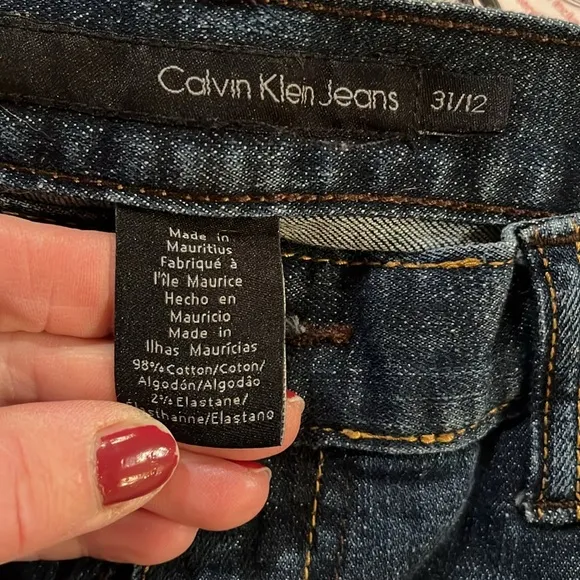 Calvin Klein Jeans 31/12
Made in
Mauritius
Fabriqué à
l'île Maurice
Hecho en
Mauricio
Made in
Ilhas Maurícias
98% Cotton/Coton/
Algodón/Algodão
2% Elastane/
Élasthanne/Elastano